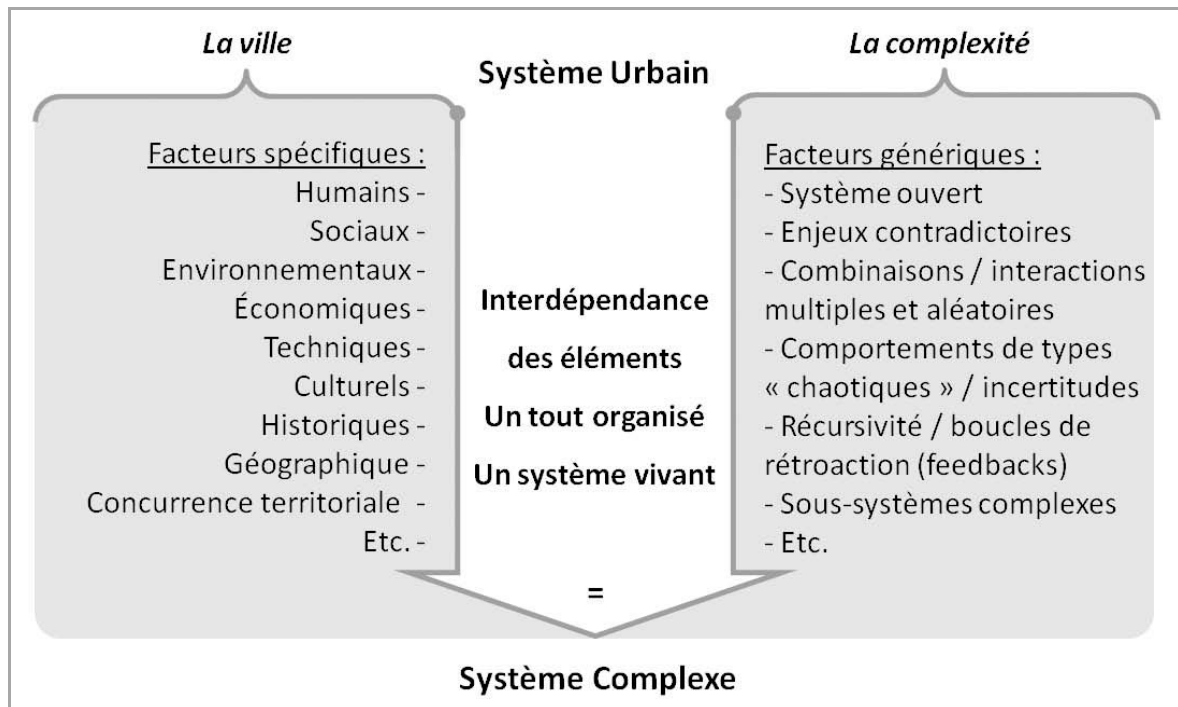 La ville
Système Urbain
La complexité
Facteurs spécifiques :
Humains -
Sociaux -
Environnementaux -
Économiques -
Techniques -
Culturels -
Historiques -
Géographique -
Concurrence territoriale -
Etc. -
Interdépendance
des éléments
Un tout organisé
Un système vivant
=
Facteurs génériques :
- Système ouvert
- Enjeux contradictoires
- Combinaisons / interactions
multiples et aléatoires
- Comportements de types
« chaotiques » / incertitudes
- Récursivité / boucles de
rétroaction (feedbacks)
- Sous-systèmes complexes
- Etc.
Système Complexe